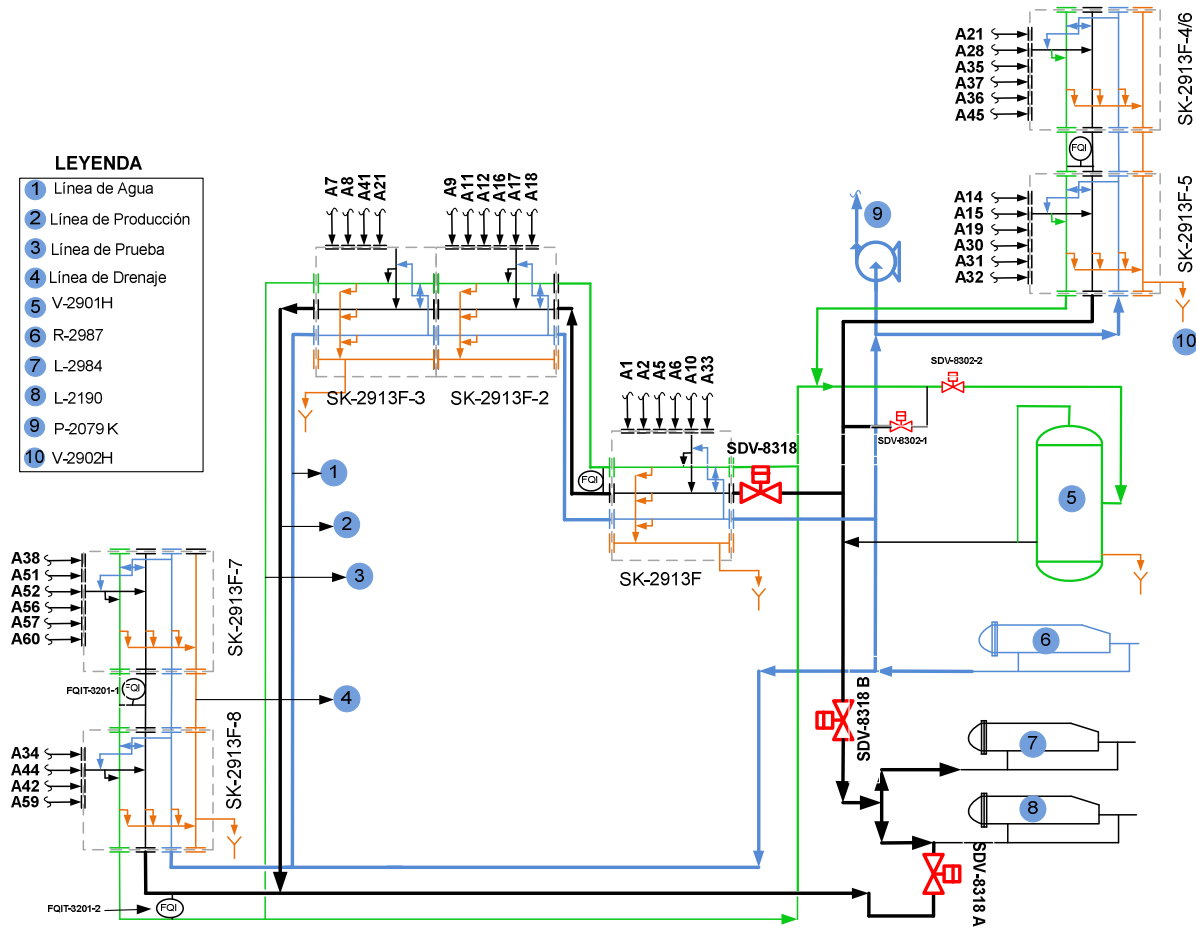 LEYENDA
1 Línea de Agua
2 Línea de Producción
3 Línea de Prueba
4 Línea de Drenaje
5 V-2901H
6 R-2987
7 L-2984
8 L-2190
9 P-2079 K
10 V-2902H
A21
A28
A35
A37
A36
A45
SK-2913F-4/6
FQI
A14
A15
A19
A30
A31
A32
SK-2913F-5
10
9
A7
A8
A41
A21
A9
A11
A12
A16
A17
A18
SK-2913F-3
SK-2913F-2
A1
A2
A5
A6
A10
A33
FQI
SDV-8318
SK-2913F
SDV-8302-2
SDV-8302-1
5
1
2
3
4
A38
A51
A52
A56
A57
A60
SK-2913F-7
FQIT-3201-1
FQI
A34
A44
A42
A59
SK-2913F-8
FQIT-3201-2
FQI
6
SDV-8318 B
7
8
SDV-8318 A